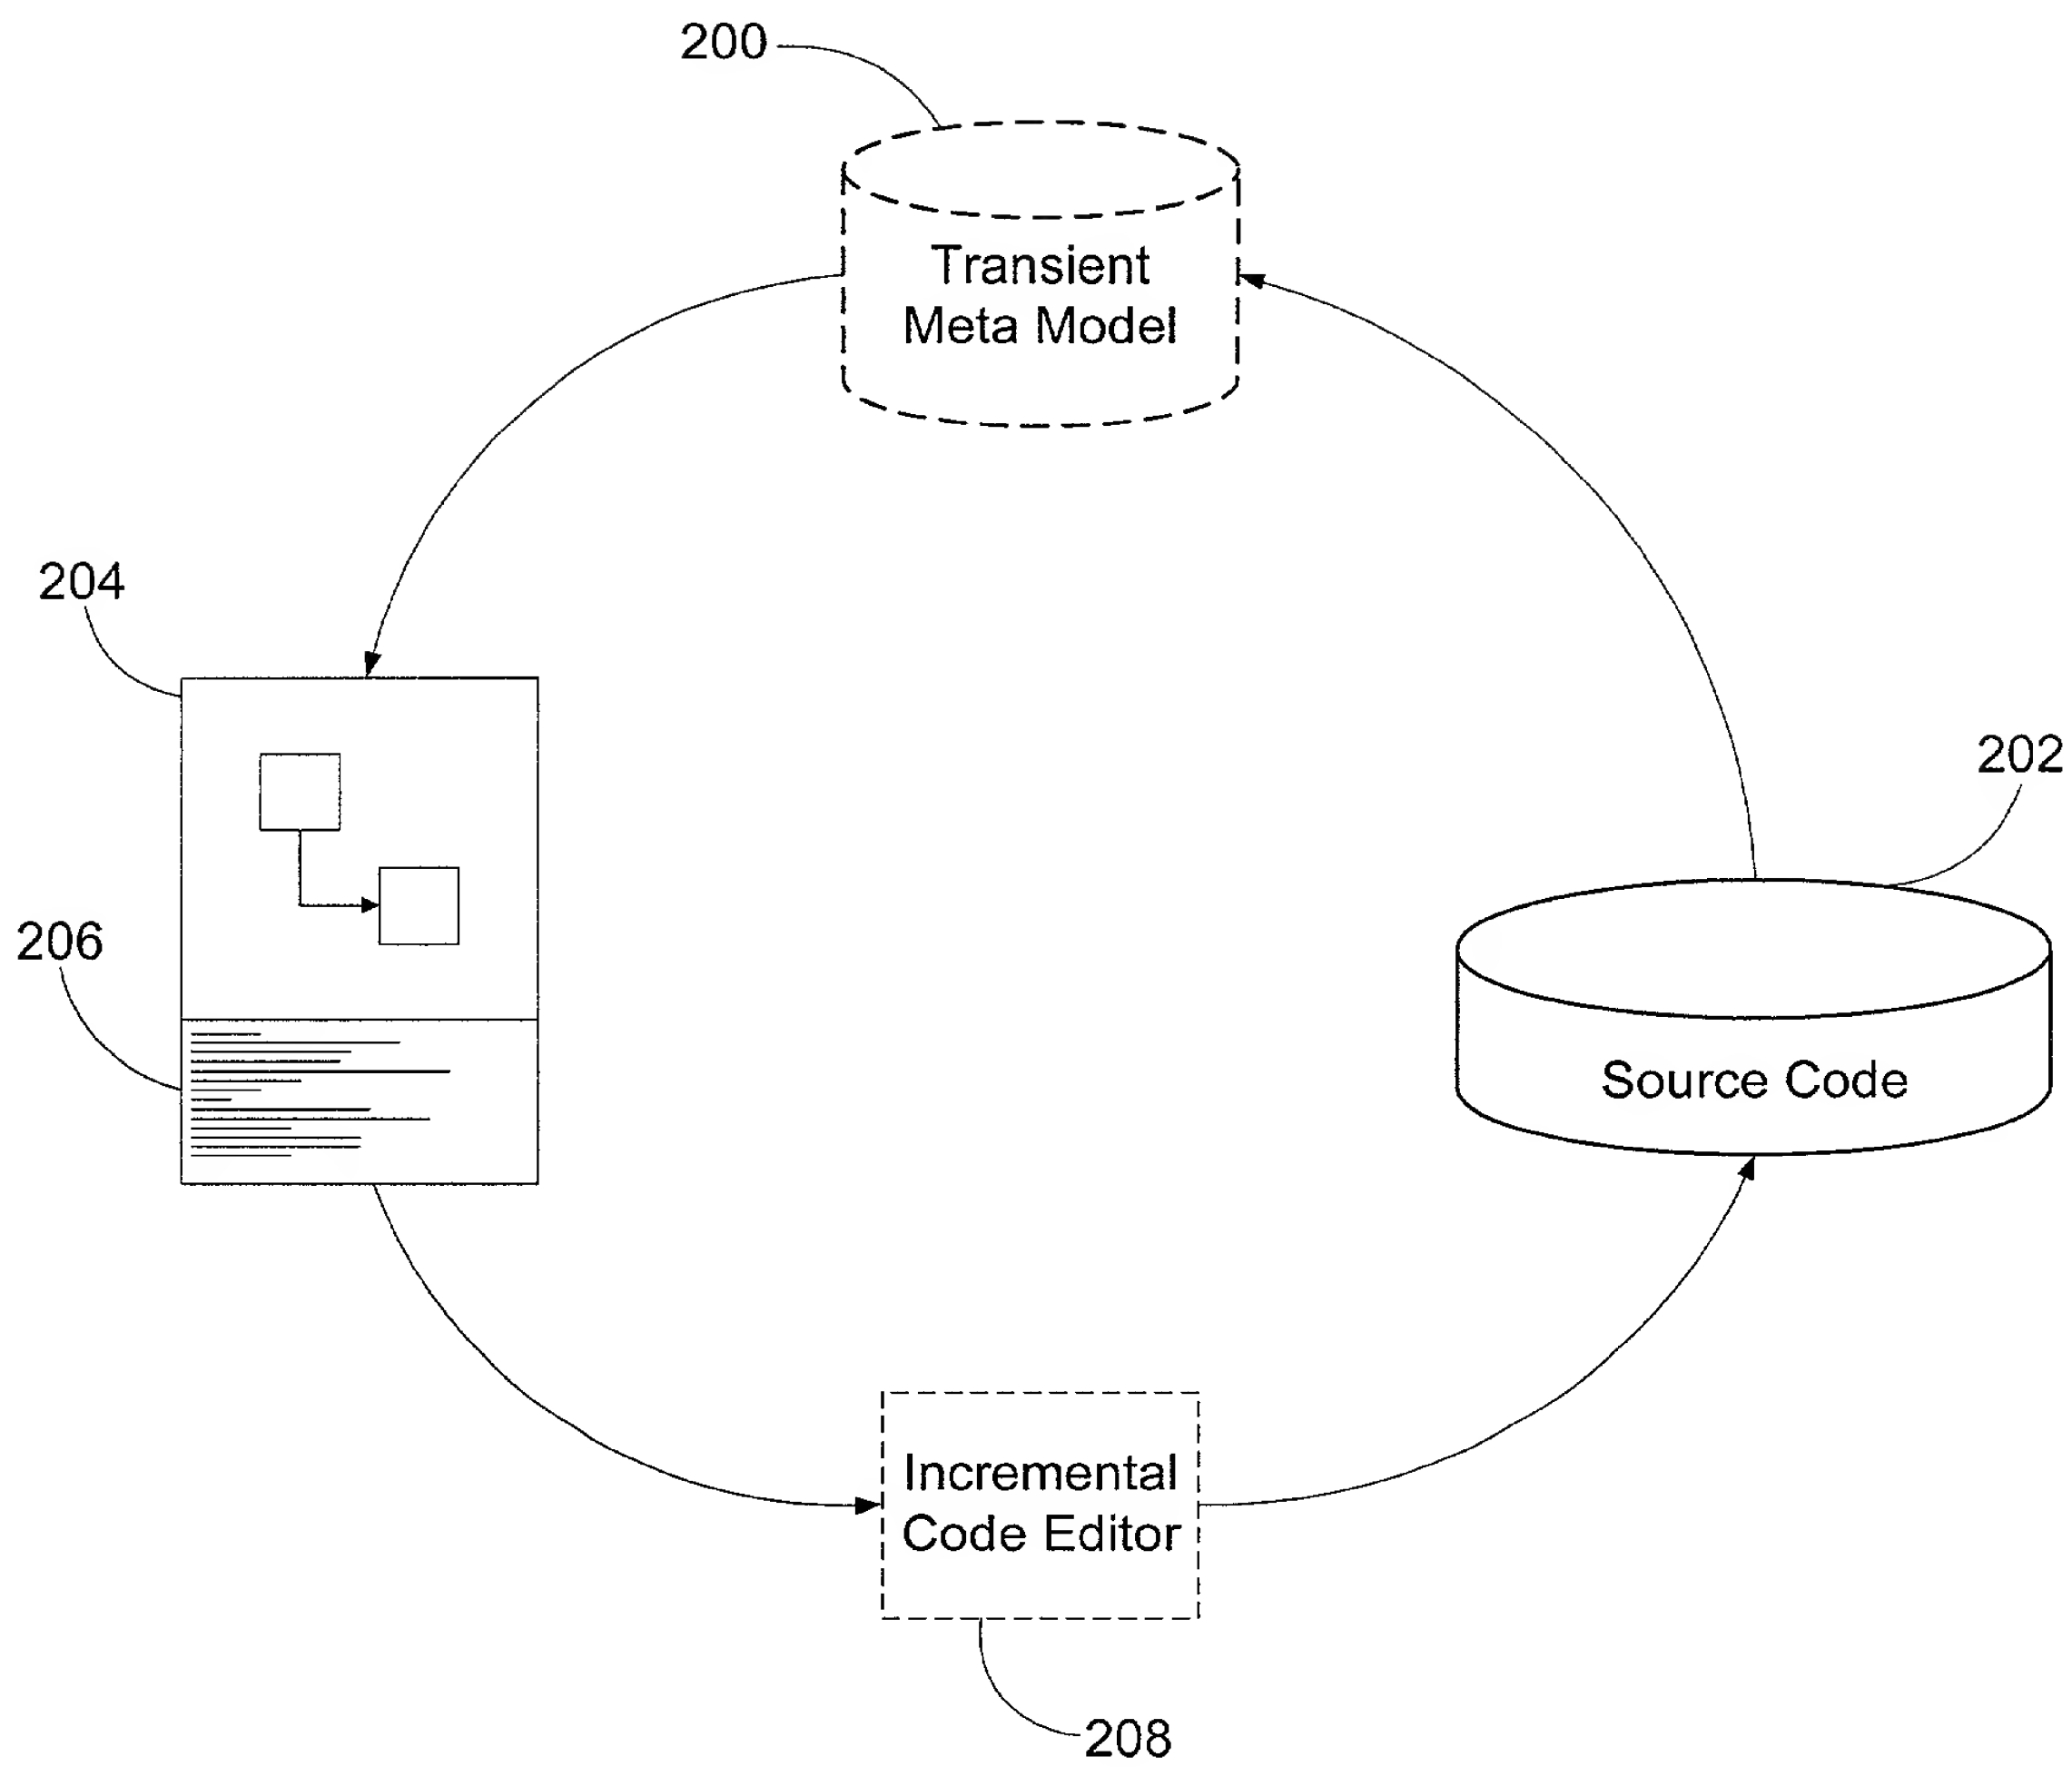 200
Transient
Meta Model
204
202
206
Source Code
Incremental
Code Editor
208